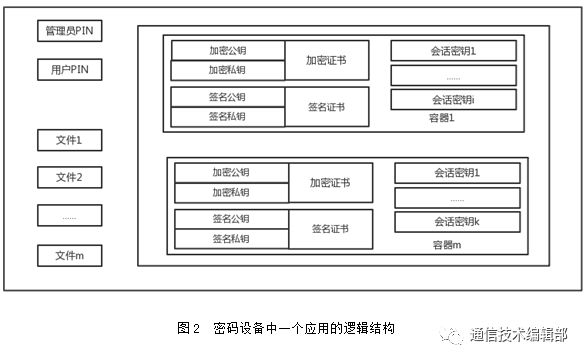 管理员PIN
用户PIN
文件1
文件2
......
文件m
加密公钥
加密私钥
加密证书
签名公钥
签名私钥
签名证书
会话密钥1
......
会话密钥i
容器1
加密公钥
加密私钥
加密证书
签名公钥
签名私钥
签名证书
会话密钥1
......
会话密钥k
容器m
图2 密码设备中一个应用的逻辑结构
通信技术编辑部